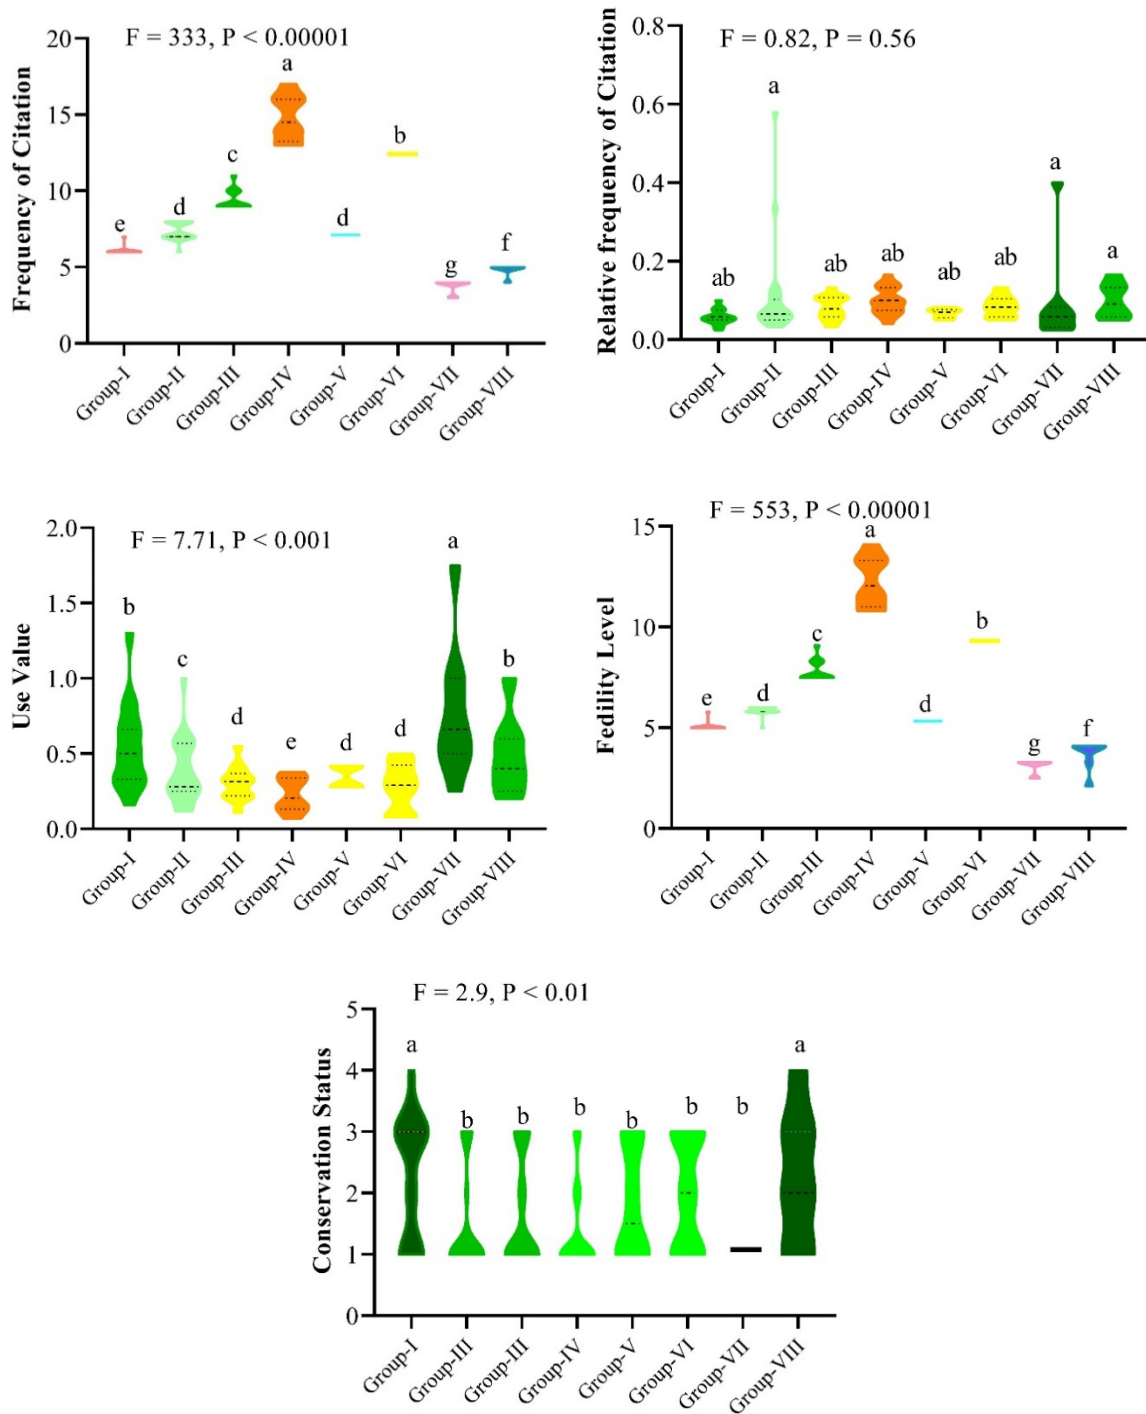 F = 333, P < 0.00001
Frequency of Citation
20
15
10
5
0
e
d
c
a
d
b
g
f
Group-I
Group-II
Group-III
Group-IV
Group-V
Group-VI
Group-VII
Group-VIII
F = 0.82, P = 0.56
Relative frequency of Citation
0.8
0.6
0.4
0.2
0.0
ab
a
ab
ab
ab
ab
a
a
Group-I
Group-II
Group-III
Group-IV
Group-V
Group-VI
Group-VII
Group-VIII
F = 7.71, P < 0.001
Use Value
2.0
1.5
1.0
0.5
0.0
b
c
d
e
d
d
a
b
Group-I
Group-II
Group-III
Group-IV
Group-V
Group-VI
Group-VII
Group-VIII
F = 553, P < 0.00001
Fedility Level
15
10
5
0
e
d
c
a
d
b
g
f
Group-I
Group-II
Group-III
Group-IV
Group-V
Group-VI
Group-VII
Group-VIII
F = 2.9, P < 0.01
Conservation Status
5
4
3
2
1
0
a
b
b
b
b
b
b
a
Group-I
Group-III
Group-III
Group-IV
Group-V
Group-VI
Group-VII
Group-VIII